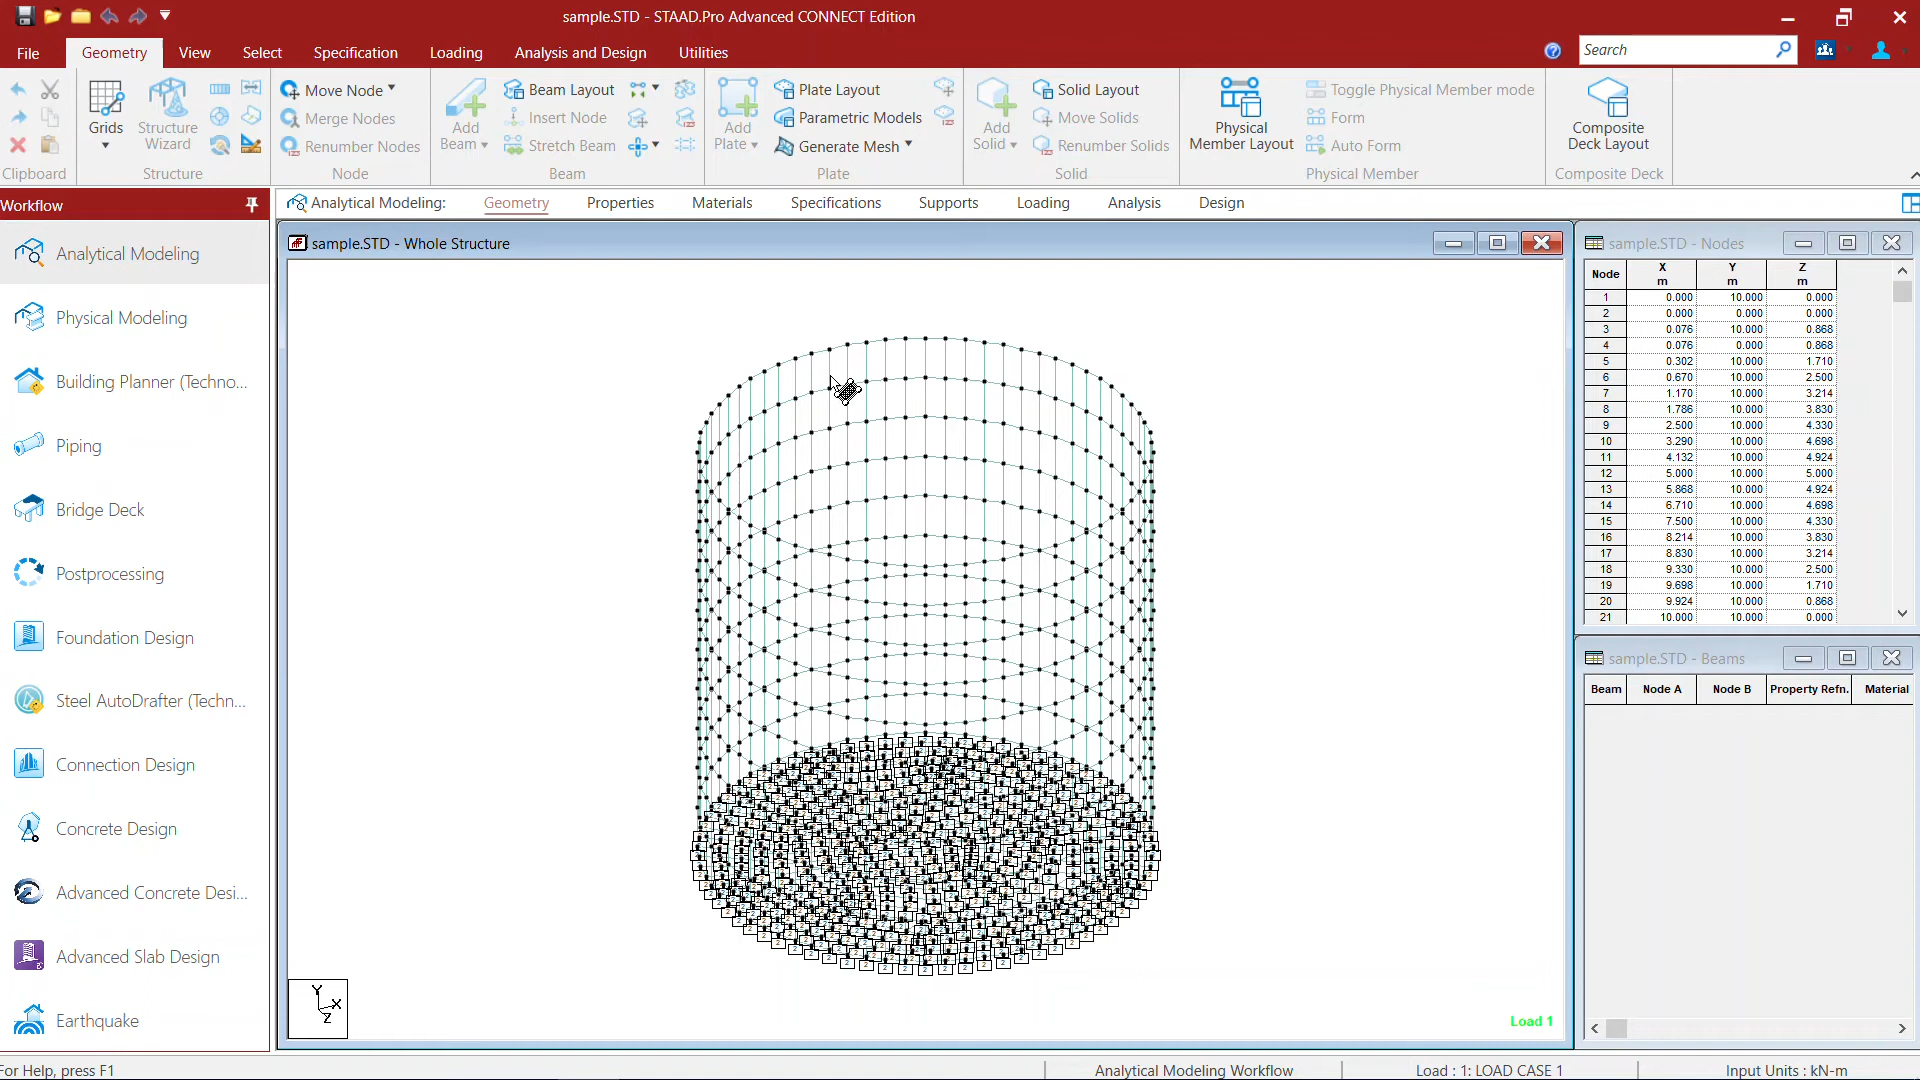 sample.STD - STAAD.Pro Advanced CONNECT Edition
File Geometry View Select Specification Loading Analysis and Design Utilities Search
Grids
Structure Wizard
Move Node
Merge Nodes
Renumber Nodes
Add Beam
Beam Layout
Insert Node
Stretch Beam
Add Plate
Plate Layout
Parametric Models
Generate Mesh
Add Solid
Solid Layout
Move Solids
Renumber Solids
Physical Member Layout
Toggle Physical Member mode
Form
Auto Form
Composite Deck Layout
Clipboard Structure Node Beam Plate Solid Physical Member Composite Deck
Workflow
Analytical Modeling: Geometry Properties Materials Specifications Supports Loading Analysis Design
Analytical Modeling
Physical Modeling
Building Planner (Techno...
Piping
Bridge Deck
Postprocessing
Foundation Design
Steel AutoDrafter (Techn...
Connection Design
Concrete Design
Advanced Concrete Desi...
Advanced Slab Design
Earthquake
sample.STD - Whole Structure
Y
X
Z
Load 1
sample.STD - Nodes
Node X m Y m Z m
1 0.000 10.000 0.000
2 0.000 0.000 0.000
3 0.076 10.000 0.868
4 0.076 0.000 0.868
5 0.302 10.000 1.710
6 0.670 10.000 2.500
7 1.170 10.000 3.214
8 1.786 10.000 3.830
9 2.500 10.000 4.330
10 3.290 10.000 4.698
11 4.132 10.000 4.924
12 5.000 10.000 5.000
13 5.868 10.000 4.924
14 6.710 10.000 4.698
15 7.500 10.000 4.330
16 8.214 10.000 3.830
17 8.830 10.000 3.214
18 9.330 10.000 2.500
19 9.698 10.000 1.710
20 9.924 10.000 0.868
21 10.000 10.000 0.000
sample.STD - Beams
Beam Node A Node B Property Refn. Material
For Help, press F1 Analytical Modeling Workflow Load : 1: LOAD CASE 1 Input Units : kN-m